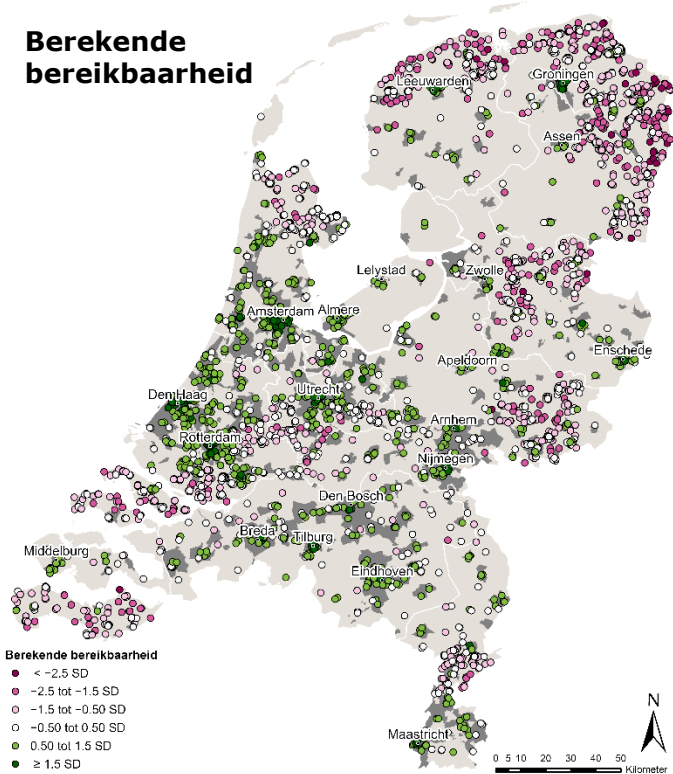 Berekende
bereikbaarheid
Leeuwarden
Groningen
Assen
Lelystad
Zwolle
Amsterdam
Almere
Enschede
Apeldoorn
Den Haag
Utrecht
Arnhem
Rotterdam
Nijmegen
Den Bosch
Breda
Tilburg
Middelburg
Eindhoven
Maastricht
Berekende bereikbaarheid
< −2.5 SD
−2.5 tot −1.5 SD
−1.5 tot −0.50 SD
−0.50 tot 0.50 SD
0.50 tot 1.5 SD
≥ 1.5 SD
N
0 5 10 20 30 40 50
Kilometer